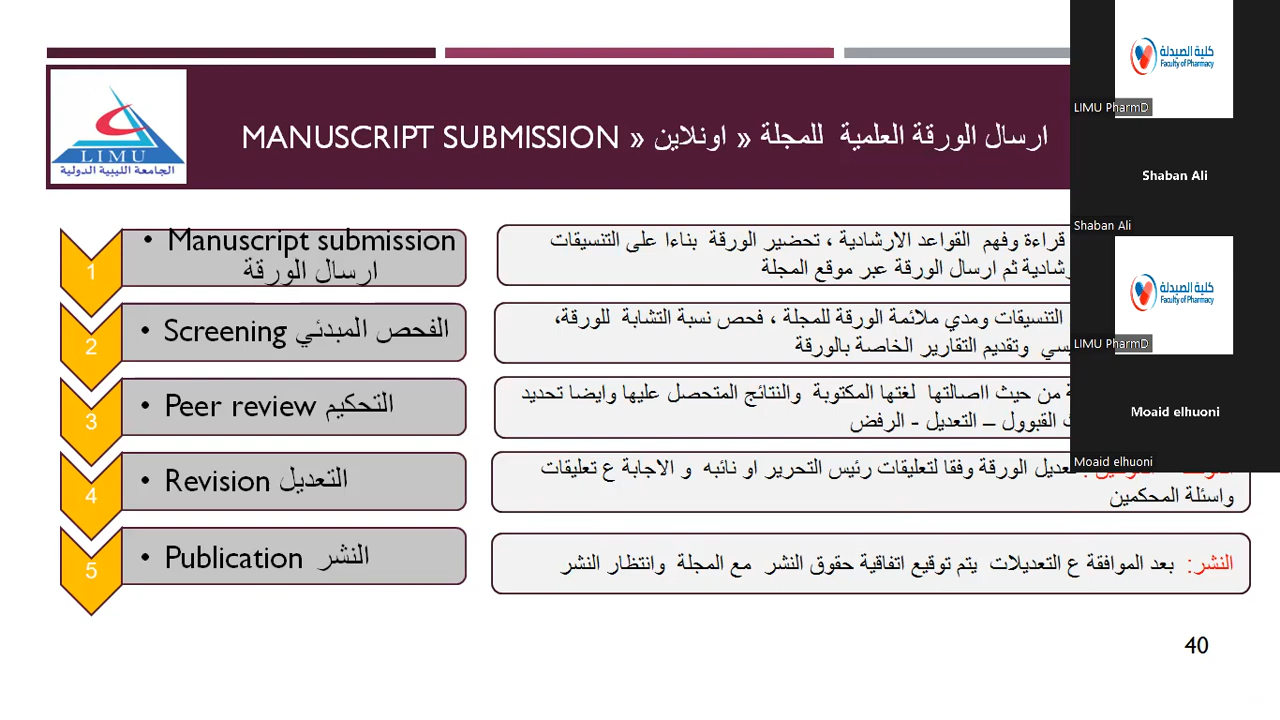 LIMU
الجامعة الليبية الدولية
ارسال الورقة العلمية للمجلة » اونلاين » MANUSCRIPT SUBMISSION
1
• Manuscript submission
ارسال الورقة
قراءة وفهم القواعد الارشادية ، تحضير الورقة بناءا على التنسيقات
ثم ارسال الورقة عبر موقع المجلة
2
• Screening الفحص المبدئي
التنسيقات ومدي ملائمة الورقة للمجلة ، فحص نسبة التشابة للورقة،
وتقديم التقارير الخاصة بالورقة
3
• Peer review التحكيم
من حيث ااصالتها لغتها المكتوبة والنتائج المتحصل عليها وايضا تحديد
القبوول – التعديل - الرفض
4
• Revision التعديل
الورقة وفقا لتعليقات رئيس التحرير او نائبه و الاجابة ع تعليقات
واسئلة المحكمين
5
• Publication النشر
النشر: بعد الموافقة ع التعديلات يتم توقيع اتفاقية حقوق النشر مع المجلة وانتظار النشر
40
كلية الصيدلة
Faculty of Pharmacy
LIMU PharmD
Shaban Ali
Shaban Ali
كلية الصيدلة
Faculty of Pharmacy
LIMU PharmD
Moaid elhuoni
Moaid elhuoni